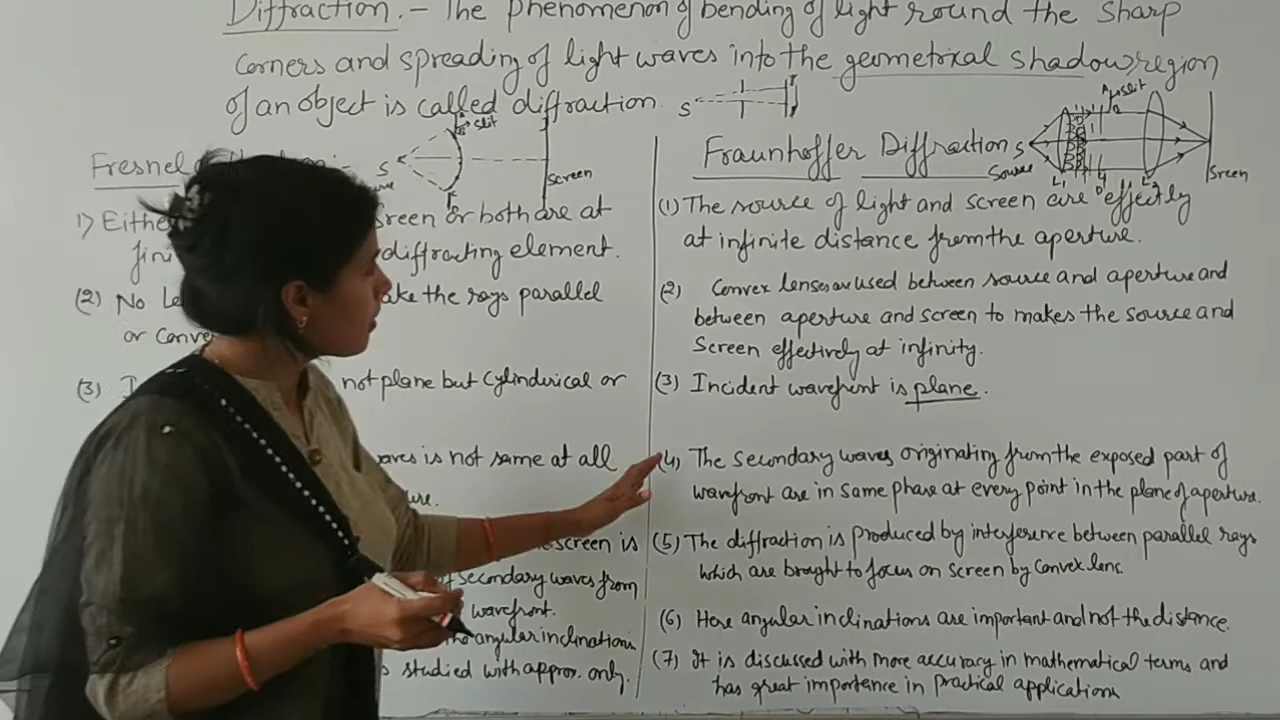 Diffraction. - The phenomenon of bending of light round the sharp
corners and spreading of light waves into the geometrical shadow region
of an object is called diffraction. S
Fresnel
S
slit
screen
1) Eithe screen or both are at
diffracting element.
(2) No the rays parallel
or conve
(3) not plane but cylindrical or
waves is not same at all
screen is
of secondary waves from
wavefront.
angular inclinations
studied with approx. only.
Fraunhoffer Diffraction
S
Source
L1
slit
L2
Sreen
(1) The source of light and screen are effectly
at infinite distance from the aperture.
(2) Convex lenses are used between source and aperture and
between aperture and screen to makes the source and
screen effectively at infinity.
(3) Incident wavefront is plane.
(4) The secondary waves originating from the exposed part of
wavefront are in same phase at every point in the plane of aperture.
(5) The diffraction is produced by interference between parallel rays
which are brought to focus on screen by convex lens.
(6) Here angular inclinations are important and not the distance.
(7) It is discussed with more accuracy in mathematical terms and
has great importance in practical applications